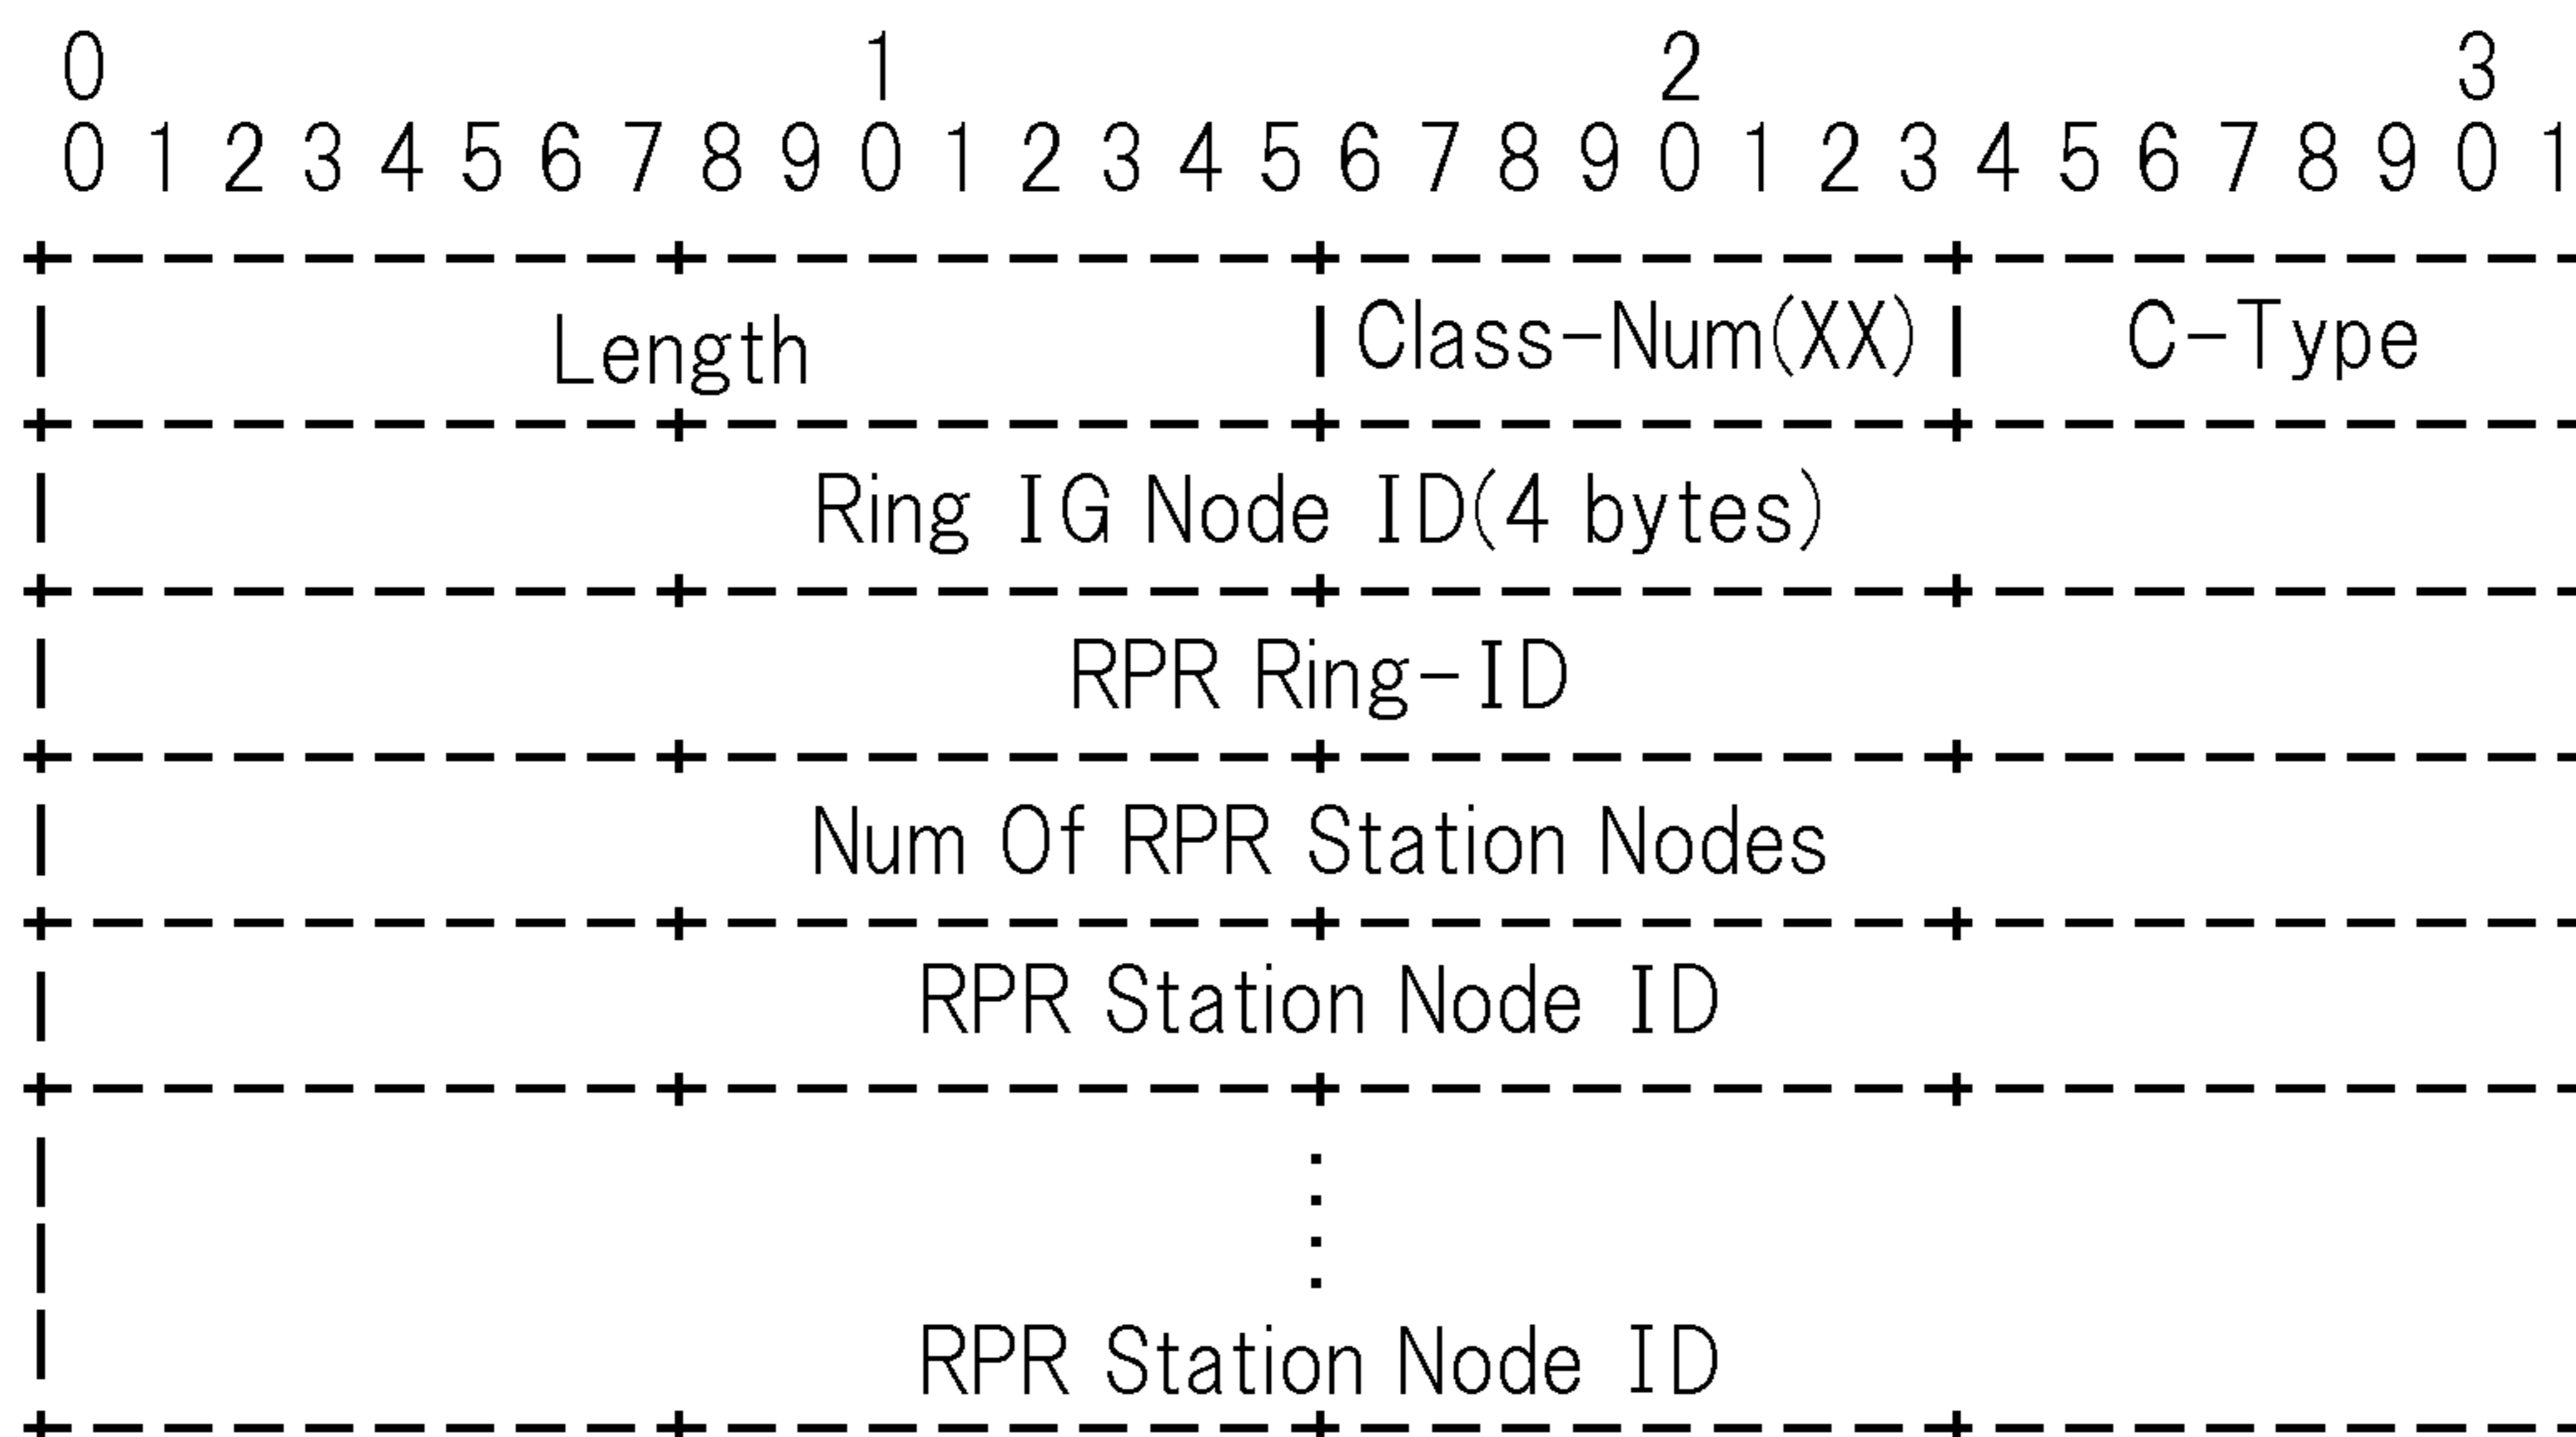 0 1 2 3
0 1 2 3 4 5 6 7 8 9 0 1 2 3 4 5 6 7 8 9 0 1 2 3 4 5 6 7 8 9 0 1
Length Class-Num(XX) C-Type
Ring IG Node ID(4 bytes)
RPR Ring-ID
Num Of RPR Station Nodes
RPR Station Node ID
RPR Station Node ID